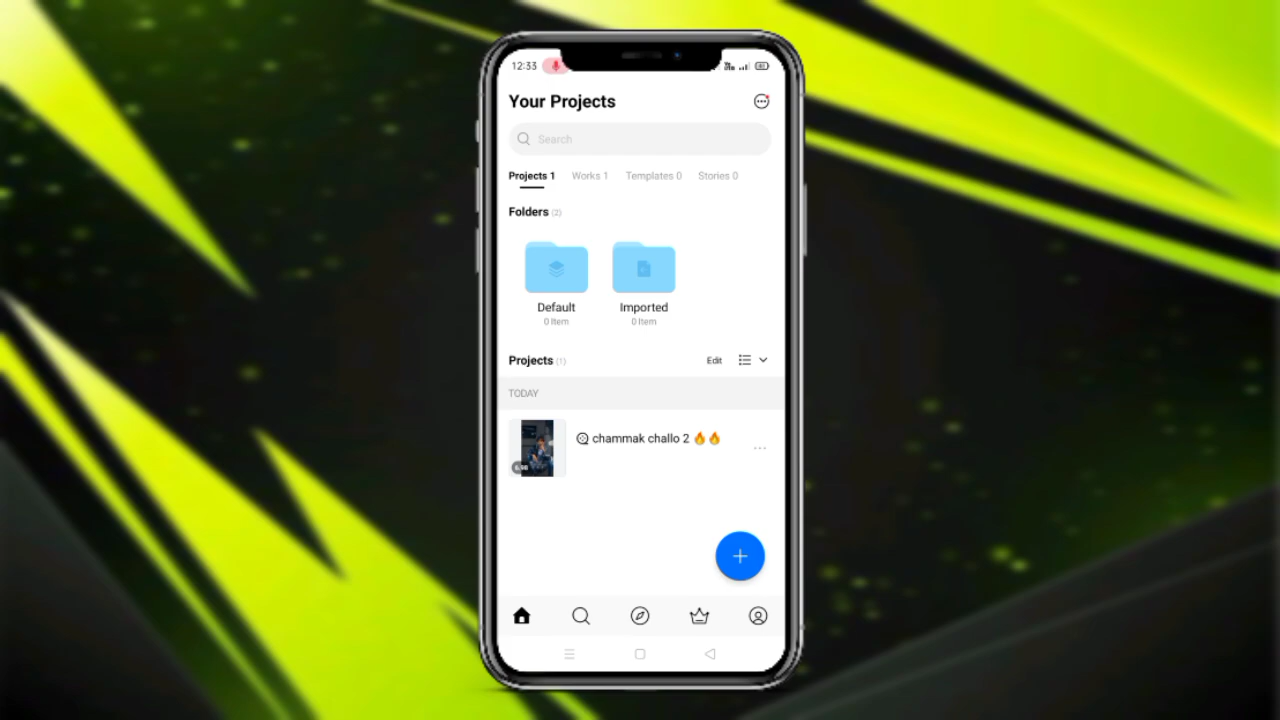 12:33
Your Projects
Search
Projects 1 Works 1 Templates 0 Stories 0
Folders (2)
Default Imported
0 Item 0 Item
Projects (1) Edit
TODAY
chammak challo 2 🔥🔥